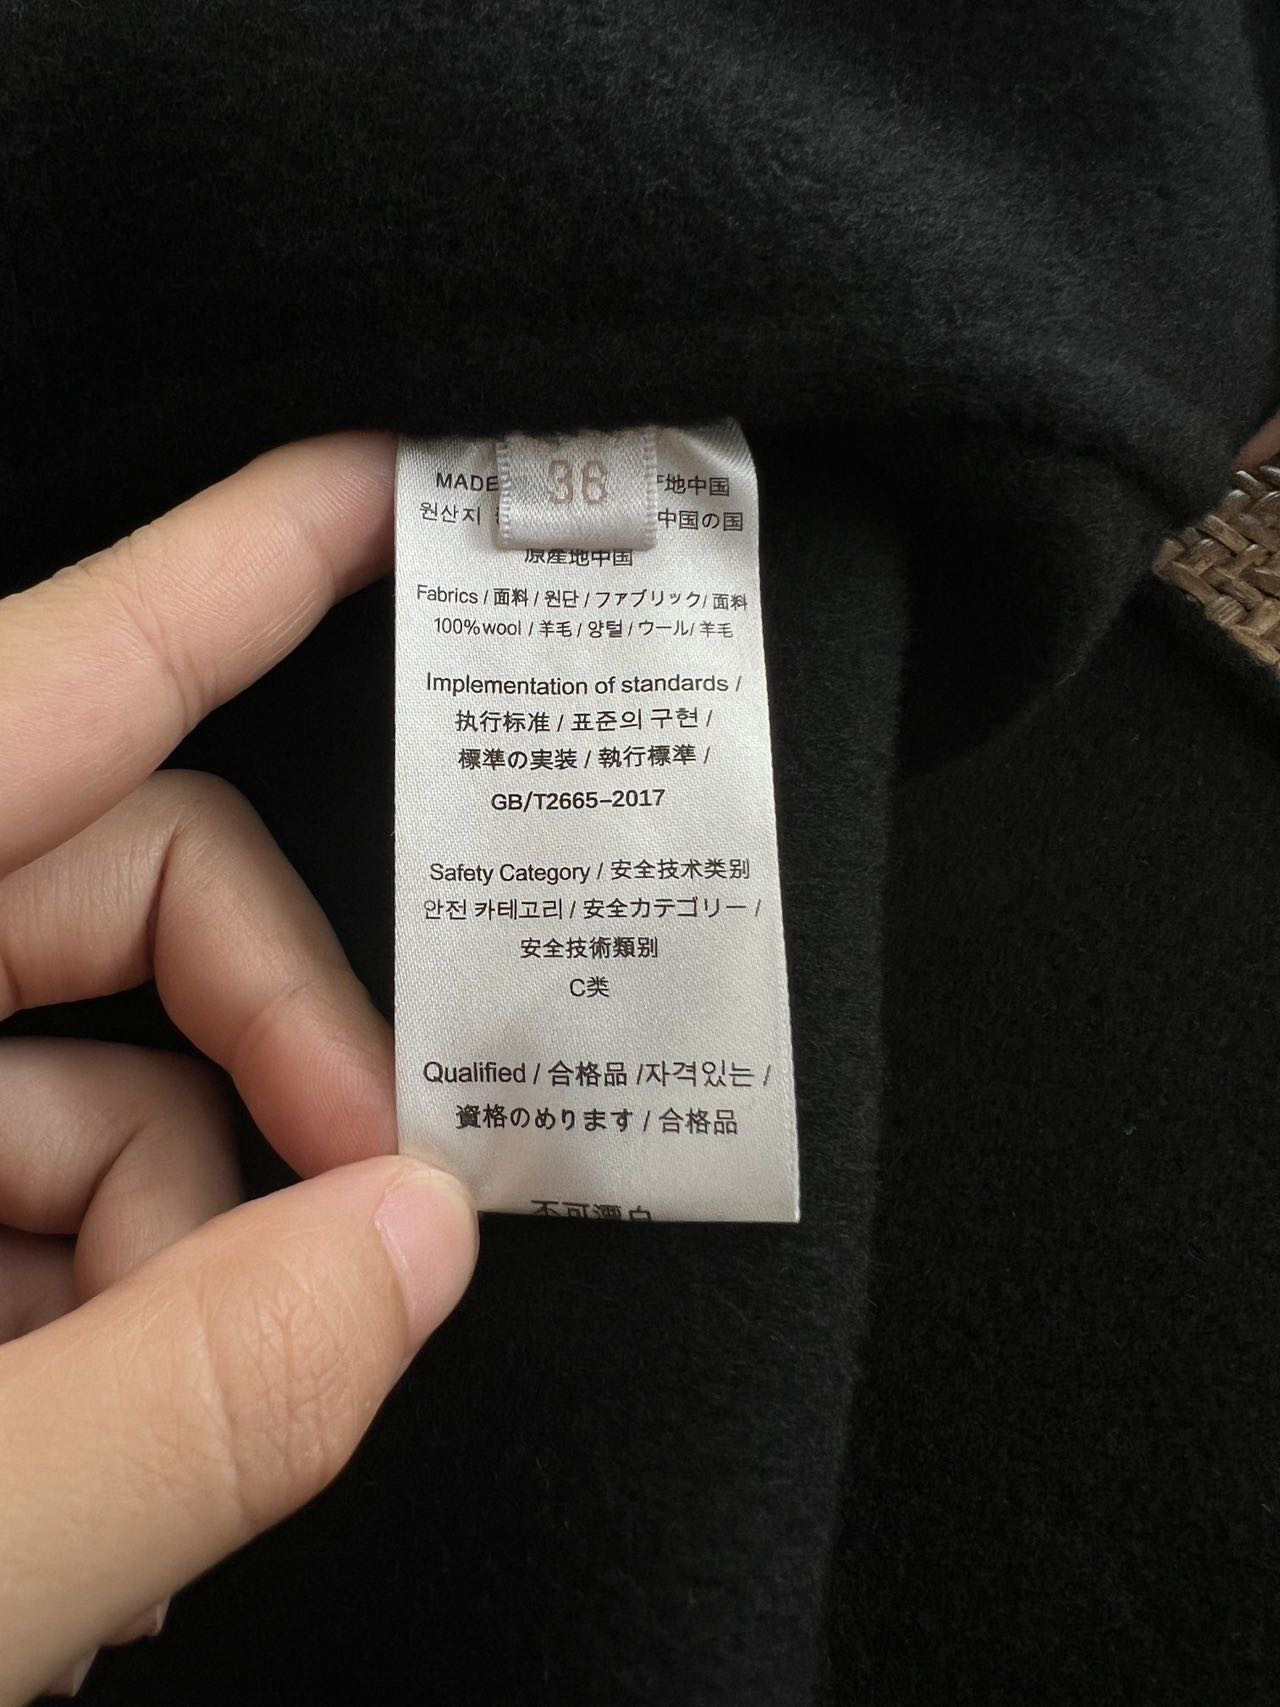 36
MADE 地中国
원산지 中国の国
原産地中国
Fabrics / 面料 / 원단 / ファブリック / 面料
100% wool / 羊毛 / 양털 / ウール / 羊毛
Implementation of standards /
执行标准 / 표준의 구현 /
標準の実装 / 執行標準 /
GB/T2665-2017
Safety Category / 安全技术类别
안전 카테고리 / 安全カテゴリー /
安全技術類别
C类
Qualified / 合格品 /자격있는 /
資格のめります / 合格品
不可漂白